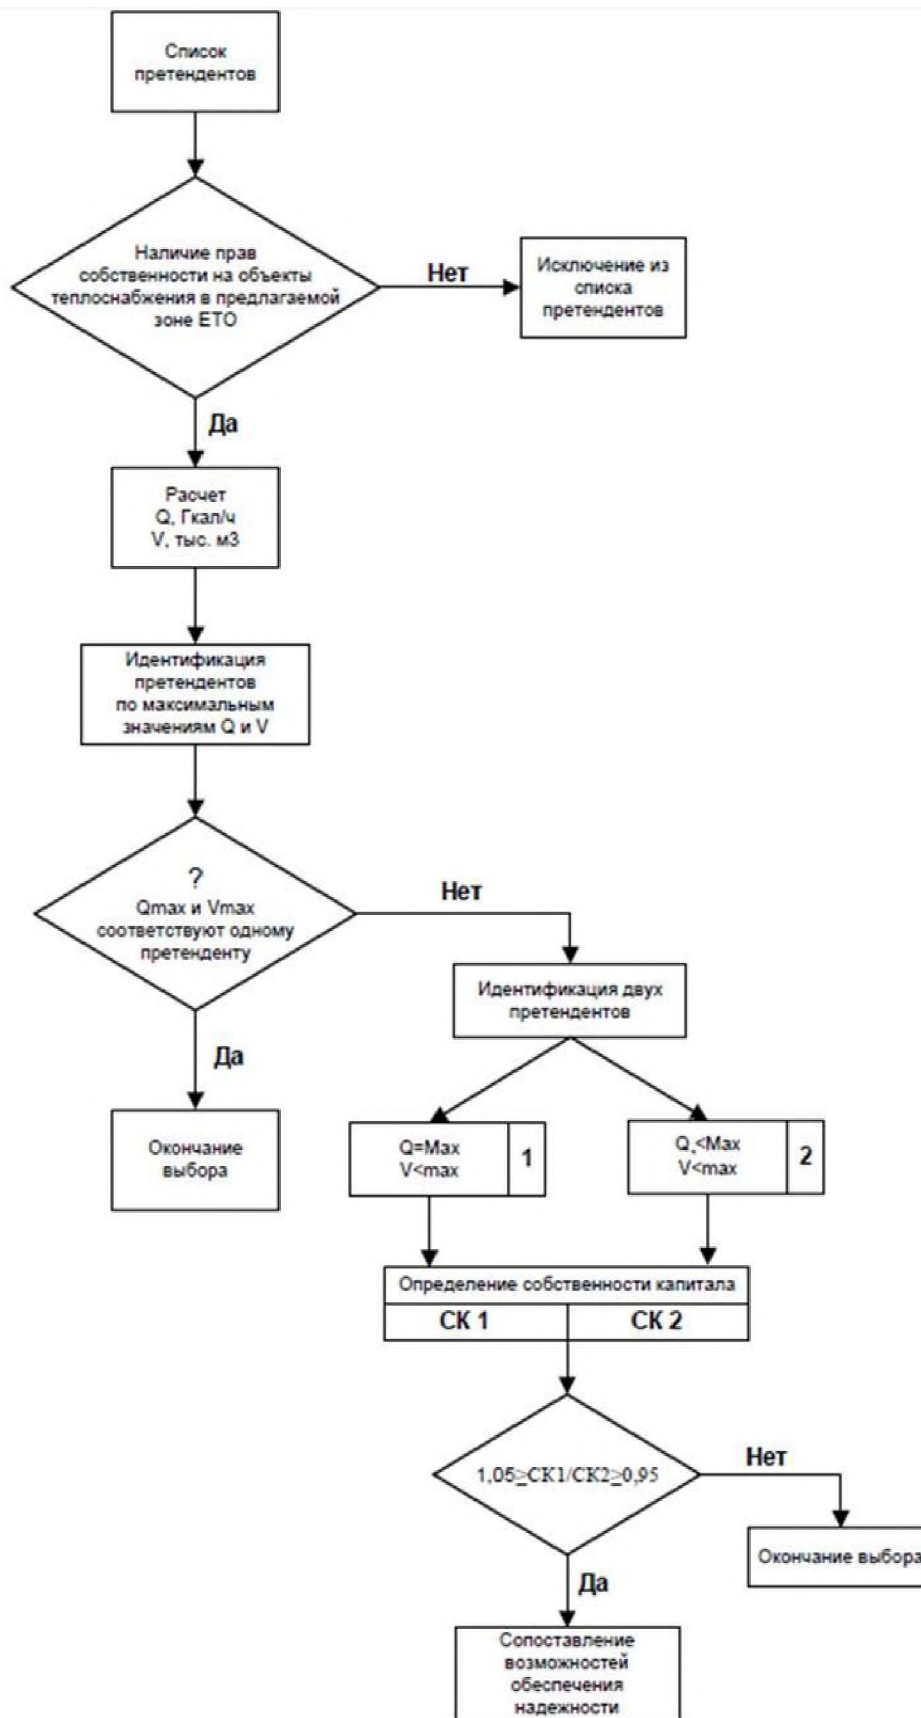 Список
претендентов
Наличие прав
собственности на объекты
теплоснабжения в предлагаемой
зоне ЕТО
Нет
Исключение из
списка
претендентов
Да
Расчет
Q, Гкал/ч
V, тыс. м3
Идентификация
претендентов
по максимальным
значениям Q и V
?
Qmax и Vmax
соответствуют одному
претенденту
Нет
Идентификация двух
претендентов
Да
Окончание
выбора
Q=Max
V<max
1
Q,<Max
V<max
2
Определение собственности капитала
СК 1
СК 2
1,05≥СК1/СК2≥0,95
Нет
Окончание выбора
Да
Сопоставление
возможностей
обеспечения
надежности